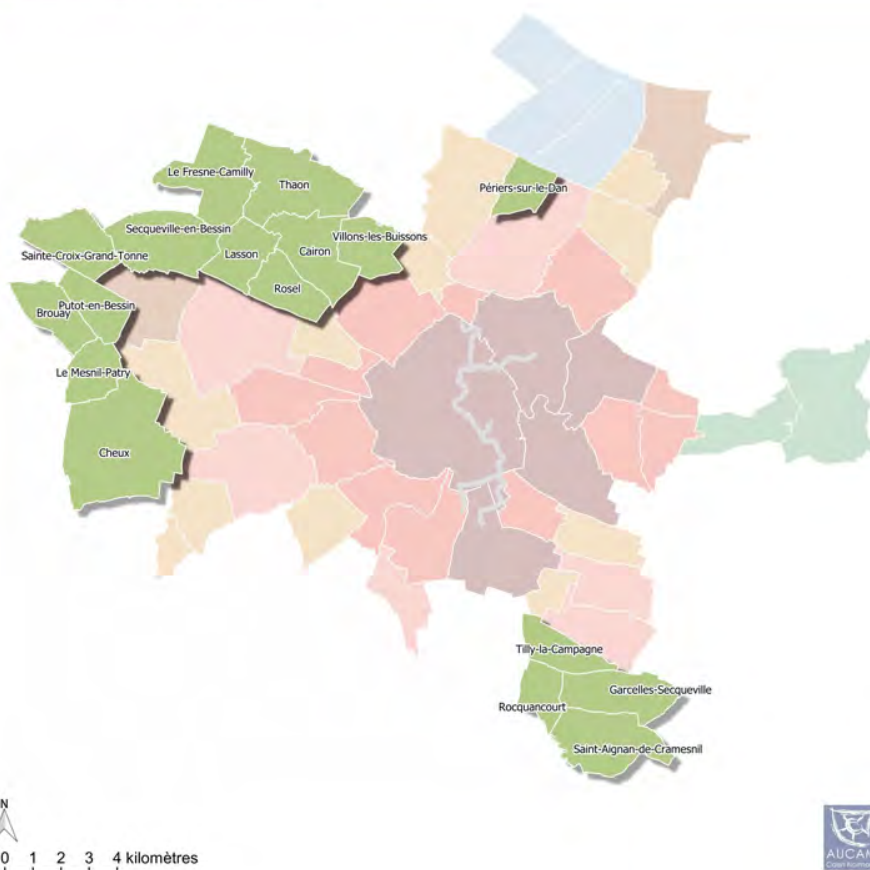 Le Fresne-Camilly
Thaon
Périers-sur-le-Dan
Secqueville-en-Bessin
Villons-les-Buissons
Sainte-Croix-Grand-Tonne
Lasson
Cairon
Rosel
Putot-en-Bessin
Brouay
Le Mesnil-Patry
Cheux
Tilly-la-Campagne
Garcelles-Secqueville
Rocquancourt
Saint-Aignan-de-Cramesnil
N
0 1 2 3 4 kilomètres